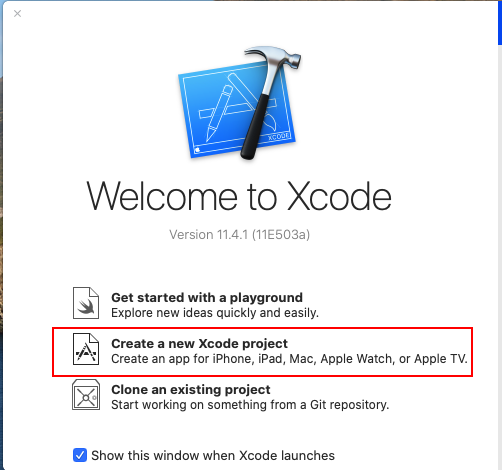 XCODE
Welcome to Xcode
Version 11.4.1 (11E503a)
Get started with a playground
Explore new ideas quickly and easily.
Create a new Xcode project
Create an app for iPhone, iPad, Mac, Apple Watch, or Apple TV.
Clone an existing project
Start working on something from a Git repository.
Show this window when Xcode launches